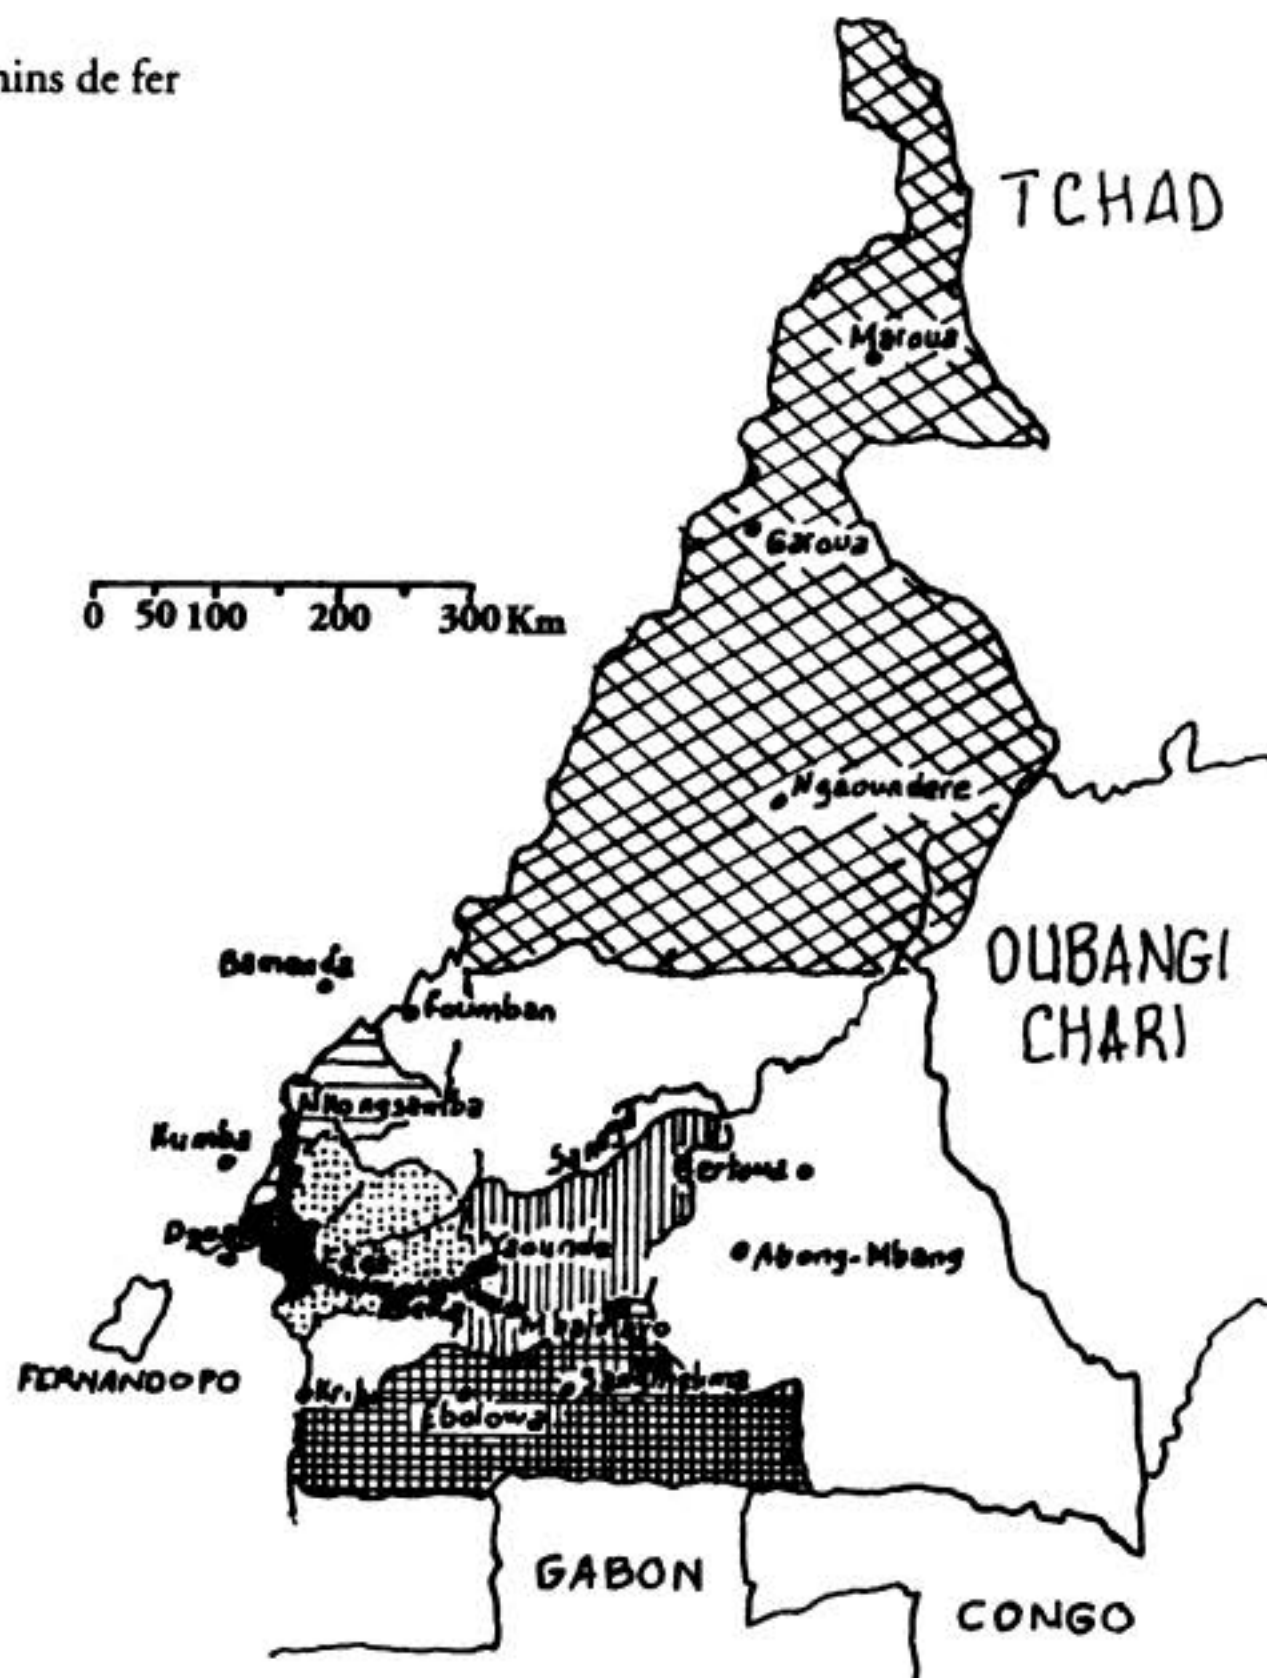 mins de fer
TCHAD
Maroua
Garoua
0 50 100 200 300 Km
Ngaoundere
Bamenda
Foumban
OUBANGI
CHARI
Nkongsamba
Kumba
Bertoua
Yaounde
Abong-Mbang
FERNANDO PO
Kribi
Ebolowa
GABON
CONGO